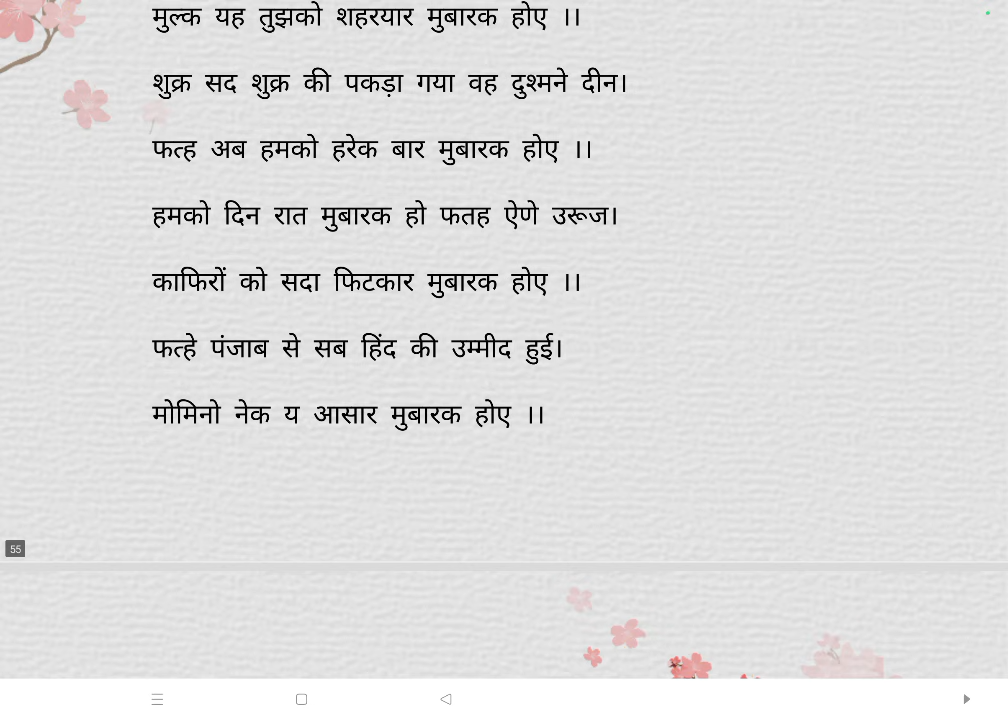 मुल्क यह तुझको शहरयार मुबारक होए ।।
शुक्र सद शुक्र की पकड़ा गया वह दुश्मने दीन।
फत्ह अब हमको हरेक बार मुबारक होए ।।
हमको दिन रात मुबारक हो फतह ऐणे उरूज।
काफिरों को सदा फिटकार मुबारक होए ।।
फत्हे पंजाब से सब हिंद की उम्मीद हुई।
मोमिनो नेक य आसार मुबारक होए ।।
55